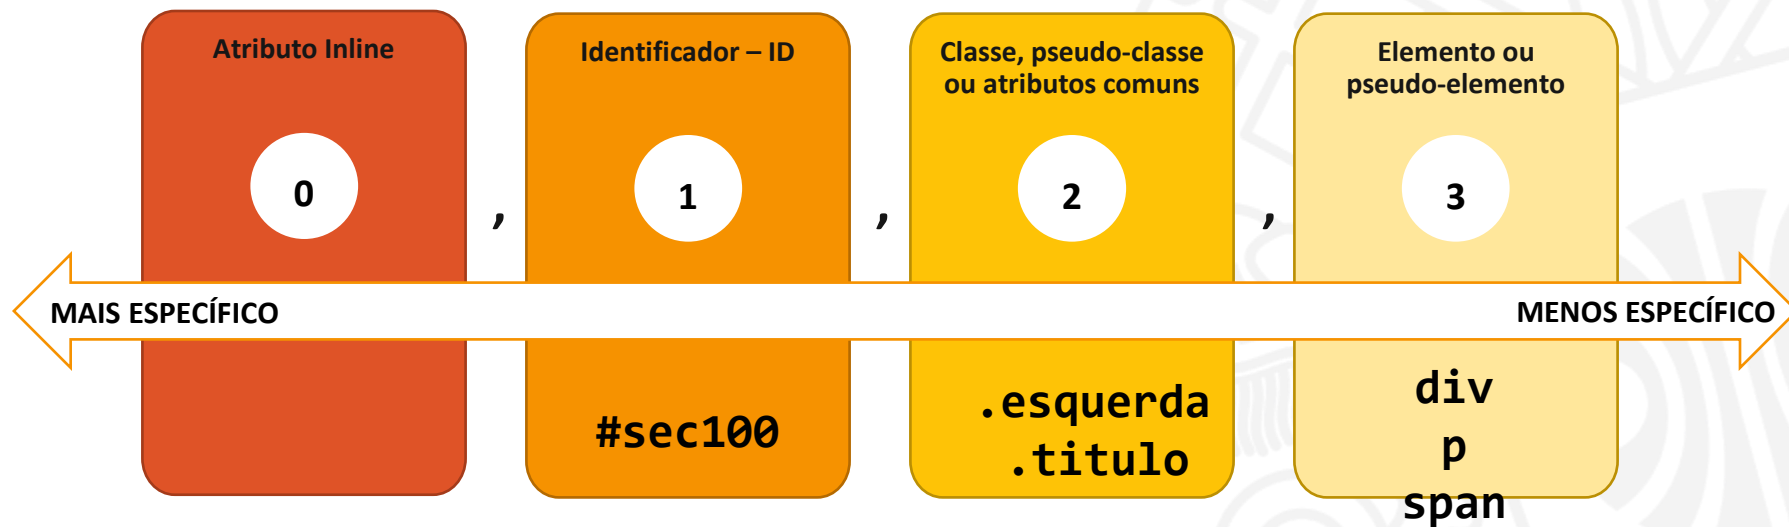 Atributo Inline
Identificador – ID
Classe, pseudo-classe
ou atributos comuns
Elemento ou
pseudo-elemento
0
,
1
,
2
,
3
MAIS ESPECÍFICO
MENOS ESPECÍFICO
#sec100
.esquerda
.titulo
div
p
span